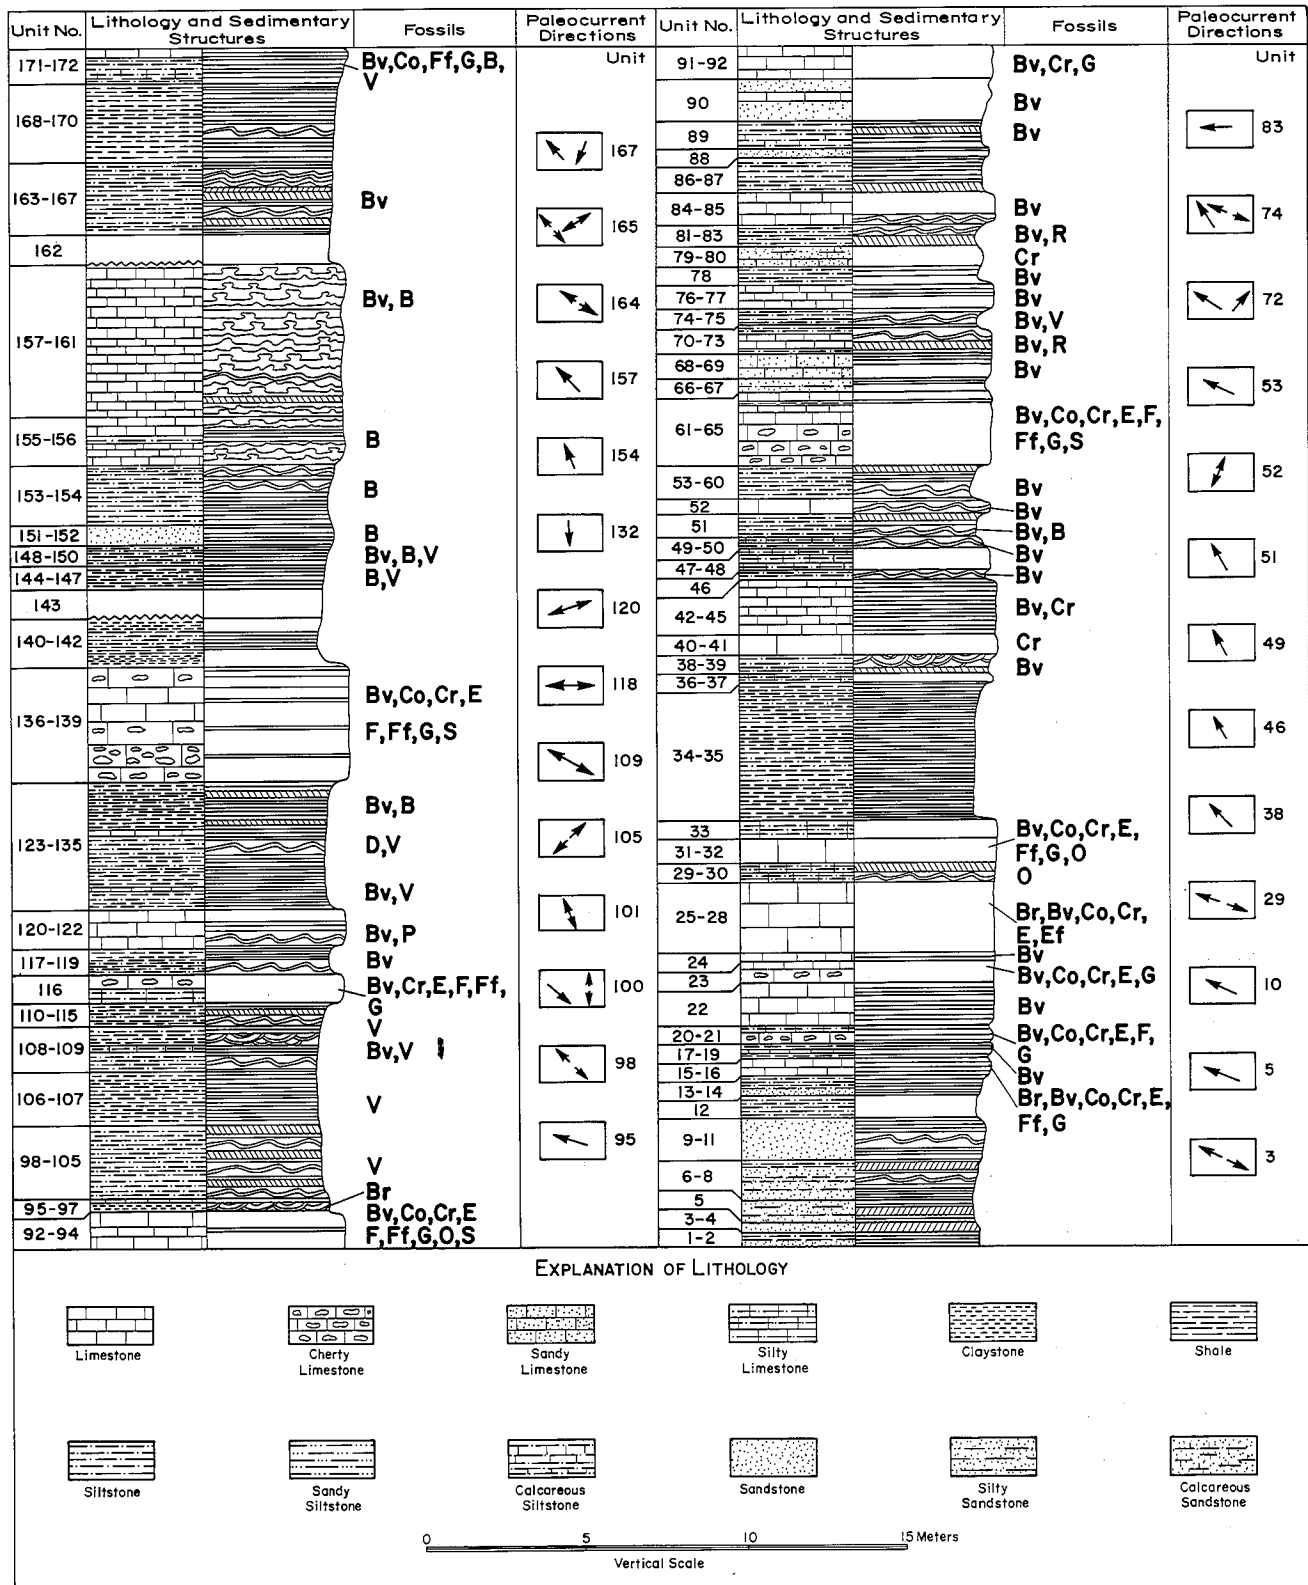 Unit No.
Lithology and Sedimentary
Structures
Fossils
Paleocurrent
Directions
Unit
171-172
Bv,Co,Ff,G,B,
V
168-170
167
163-167
Bv
165
162
164
157-161
Bv,B
157
155-156
B
154
153-154
B
151-152
B
132
148-150
Bv,B,V
144-147
B,V
143
120
140-142
118
136-139
Bv,Co,Cr,E
F,Ff,G,S
109
123-135
Bv,B
D,V
Bv,V
105
101
120-122
Bv,P
117-119
Bv
116
Bv,Cr,E,F,Ff,
G
100
110-115
V
108-109
Bv,V
98
106-107
V
95
98-105
V
Br
95-97
Bv,Co,Cr,E
92-94
F,Ff,G,O,S
Unit No.
Lithology and Sedimentary
Structures
Fossils
Paleocurrent
Directions
Unit
91-92
Bv,Cr,G
90
Bv
83
89
Bv
88
86-87
84-85
Bv
74
81-83
Bv,R
79-80
Cr
78
Bv
76-77
Bv
72
74-75
Bv,V
70-73
Bv,R
68-69
Bv
53
66-67
61-65
Bv,Co,Cr,E,F,
Ff,G,S
52
53-60
Bv
52
Bv
51
Bv,B
51
49-50
Bv
47-48
Bv
46
42-45
Bv,Cr
49
40-41
Cr
38-39
Bv
36-37
46
34-35
38
33
Bv,Co,Cr,E,
31-32
Ff,G,O
29-30
O
29
25-28
Br,Bv,Co,Cr,
E,Ef
24
Bv
23
Bv,Co,Cr,E,G
10
22
Bv
20-21
Bv,Co,Cr,E,F,
G
17-19
Bv
15-16
5
13-14
Br,Bv,Co,Cr,E,
12
Ff,G
9-11
3
6-8
5
3-4
1-2
EXPLANATION OF LITHOLOGY
Limestone
Cherty
Limestone
Sandy
Limestone
Silty
Limestone
Claystone
Shale
Siltstone
Sandy
Siltstone
Calcareous
Siltstone
Sandstone
Silty
Sandstone
Calcareous
Sandstone
0 5 10 15 Meters
Vertical Scale